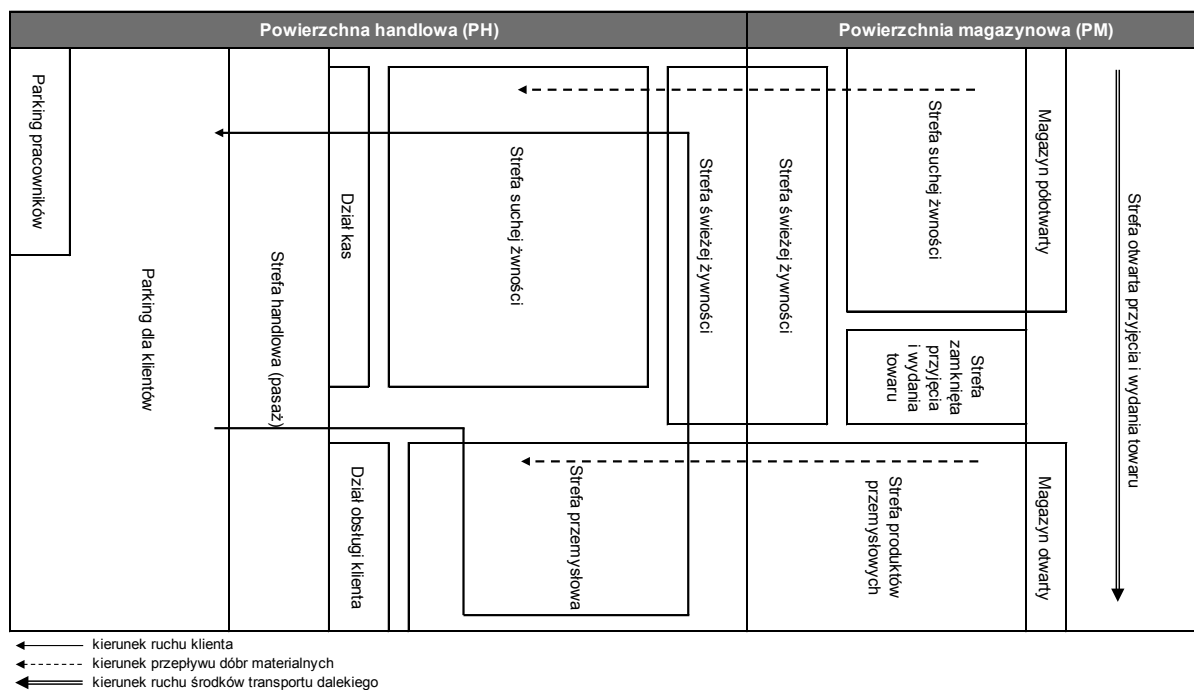 Powierzchna handlowa (PH)
Powierzchnia magazynowa (PM)
Parking pracowników
Parking dla klientów
Strefa handlowa (pasaż)
Dział kas
Dział obsługi klienta
Strefa suchej żwności
Strefa przemysłowa
Strefa świeżej żywności
Strefa świeżej żywności
Strefa suchej żwności
Strefa
zamknięta
przyjęcia
i wydania
towaru
Strefa produktów
przemysłowych
Magazyn półotwarty
Magazyn otwarty
Strefa otwarta przyjęcia i wydania towaru
kierunek ruchu klienta
kierunek przepływu dóbr materialnych
kierunek ruchu środków transportu dalekiego